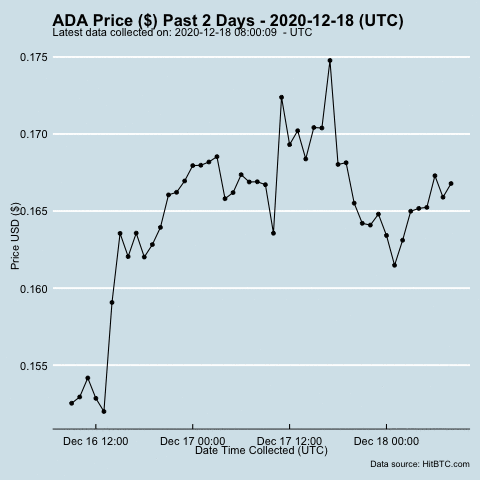 ADA Price ($) Past 2 Days - 2020-12-18 (UTC)
Latest data collected on: 2020-12-18 08:00:09  - UTC
Price USD ($)
0.175
0.170
0.165
0.160
0.155
Dec 16 12:00
Dec 17 00:00
Dec 17 12:00
Dec 18 00:00
Date Time Collected (UTC)
Data source: HitBTC.com